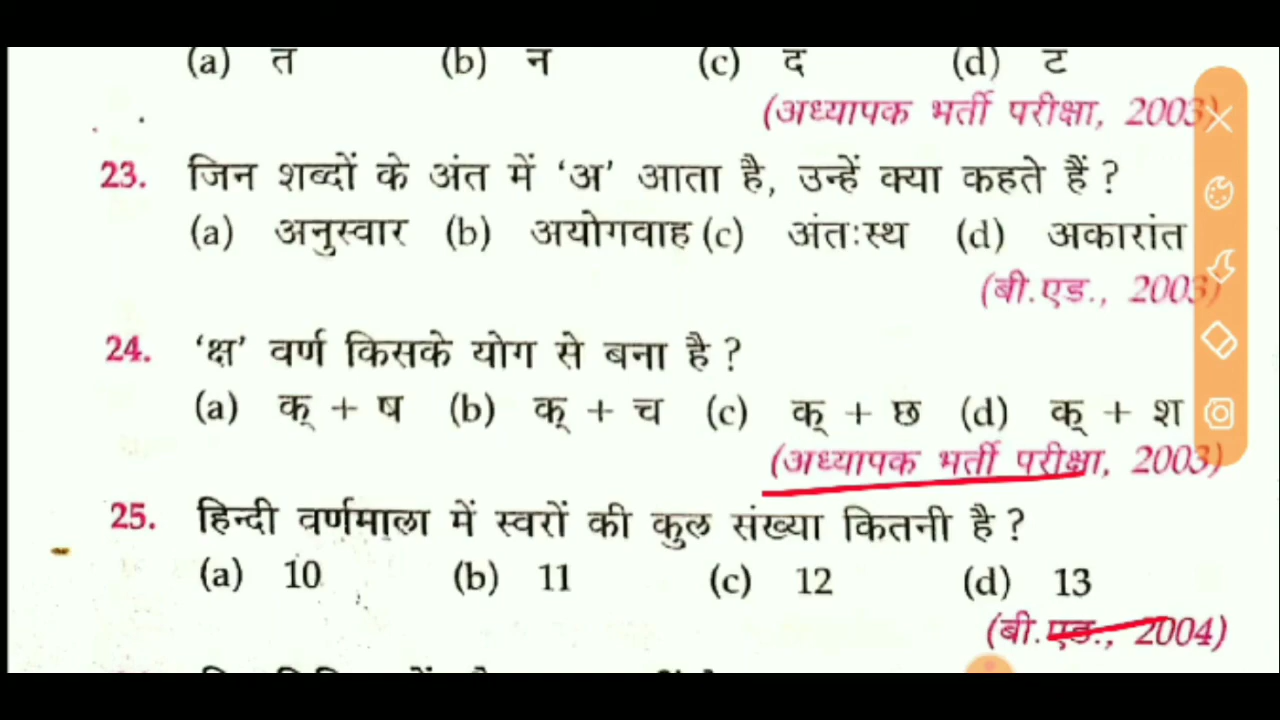 (a) त (b) न (c) द (d) ट
(अध्यापक भर्ती परीक्षा, 2003)
23. जिन शब्दों के अंत में ‘अ’ आता है, उन्हें क्या कहते हैं ?
(a) अनुस्वार (b) अयोगवाह (c) अंतःस्थ (d) अकारांत
(बी.एड., 2003)
24. ‘क्ष’ वर्ण किसके योग से बना है ?
(a) क् + ष (b) क् + च (c) क् + छ (d) क् + श
(अध्यापक भर्ती परीक्षा, 2003)
25. हिन्दी वर्णमाला में स्वरों की कुल संख्या कितनी है ?
(a) 10 (b) 11 (c) 12 (d) 13
(बी.एड., 2004)